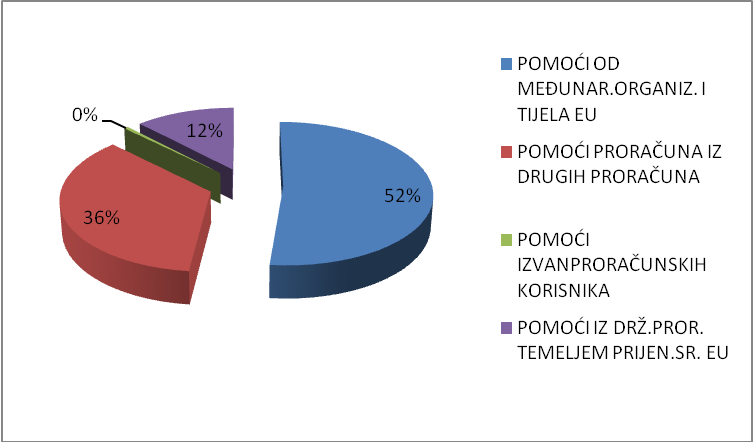 0%
12%
52%
36%
POMOĆI OD
MEĐUNAR.ORGANIZ. I
TIJELA EU
POMOĆI PRORAČUNA IZ
DRUGIH PRORAČUNA
POMOĆI
IZVANPRORAČUNSKIH
KORISNIKA
POMOĆI IZ DRŽ.PROR.
TEMELJEM PRIJEN.SR. EU